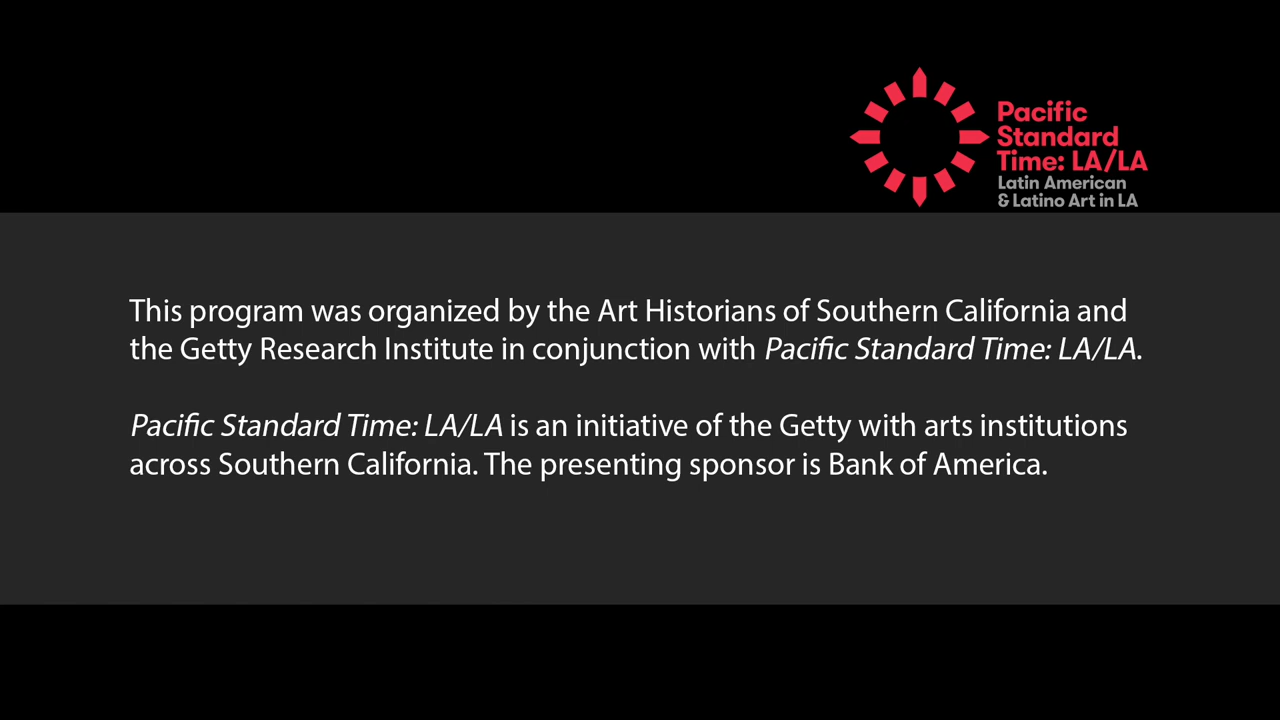 Pacific
Standard
Time: LA/LA
Latin American
& Latino Art in LA
This program was organized by the Art Historians of Southern California and
the Getty Research Institute in conjunction with Pacific Standard Time: LA/LA.
Pacific Standard Time: LA/LA is an initiative of the Getty with arts institutions
across Southern California. The presenting sponsor is Bank of America.